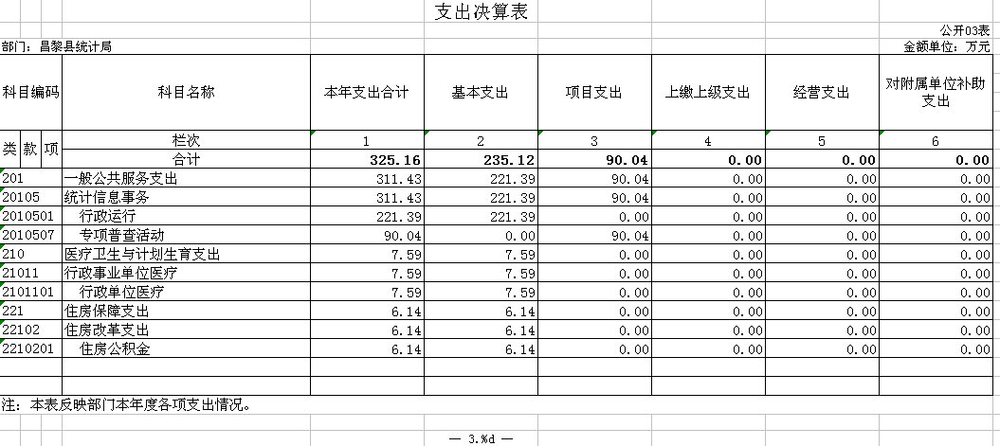 支出决算表
公开03表
部门：昌黎县统计局 金额单位：万元
科目编码 科目名称 本年支出合计 基本支出 项目支出 上缴上级支出 经营支出 对附属单位补助支出
类 款 项 栏次 1 2 3 4 5 6
合计 325.16 235.12 90.04 0.00 0.00 0.00
201 一般公共服务支出 311.43 221.39 90.04 0.00 0.00 0.00
20105 统计信息事务 311.43 221.39 90.04 0.00 0.00 0.00
2010501 行政运行 221.39 221.39 0.00 0.00 0.00 0.00
2010507 专项普查活动 90.04 0.00 90.04 0.00 0.00 0.00
210 医疗卫生与计划生育支出 7.59 7.59 0.00 0.00 0.00 0.00
21011 行政事业单位医疗 7.59 7.59 0.00 0.00 0.00 0.00
2101101 行政单位医疗 7.59 7.59 0.00 0.00 0.00 0.00
221 住房保障支出 6.14 6.14 0.00 0.00 0.00 0.00
22102 住房改革支出 6.14 6.14 0.00 0.00 0.00 0.00
2210201 住房公积金 6.14 6.14 0.00 0.00 0.00 0.00
注：本表反映部门本年度各项支出情况。
— 3.%d —